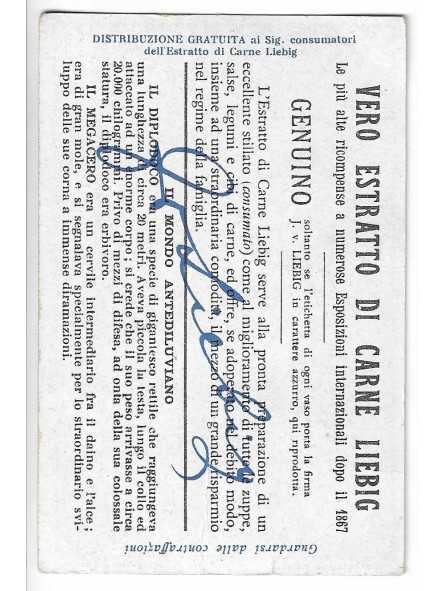 DISTRIBUZIONE GRATUITA ai Sig. consumatori
dell'Estratto di Carne Liebig
VERO ESTRATTO DI CARNE LIEBIG
Le più alte ricompense a numerose Esposizioni internazionali dopo il 1867
GENUINO
soltanto se l'etichetta di ogni vaso porta la firma
J. v. LIEBIG in carattere azzurro, qui riprodotta.
L'Estratto di Carne Liebig serve alla pronta preparazione di un
eccellente stillato (consumato) come al miglioramento di tutte le zuppe,
salse, legumi e cibi di carne, ed offre, se adoperato nel debito modo,
insieme ad una straordinaria comodità, il mezzo di un grande risparmio
nel regime della famiglia.
IL MONDO ANTEDILUVIANO
IL DIPLODOCO era una specie di gigantesco rettile che raggiungeva
una lunghezza di circa 20 metri. Aveva piccola la testa, lungo il collo ed
attaccato ad un enorme corpo; si crede che il suo peso arrivasse a circa
20.000 chilogrammi. Privo di mezzi di difesa, ad onta della sua colossale
statura, il diplodoco era erbivoro.
IL MEGACERO era un cervile intermediario fra il daino e l'alce;
era di gran mole, e si segnalava specialmente per lo straordinario svi-
luppo delle sue corna a immense diramazioni.
Guardarsi dalle contraffazioni